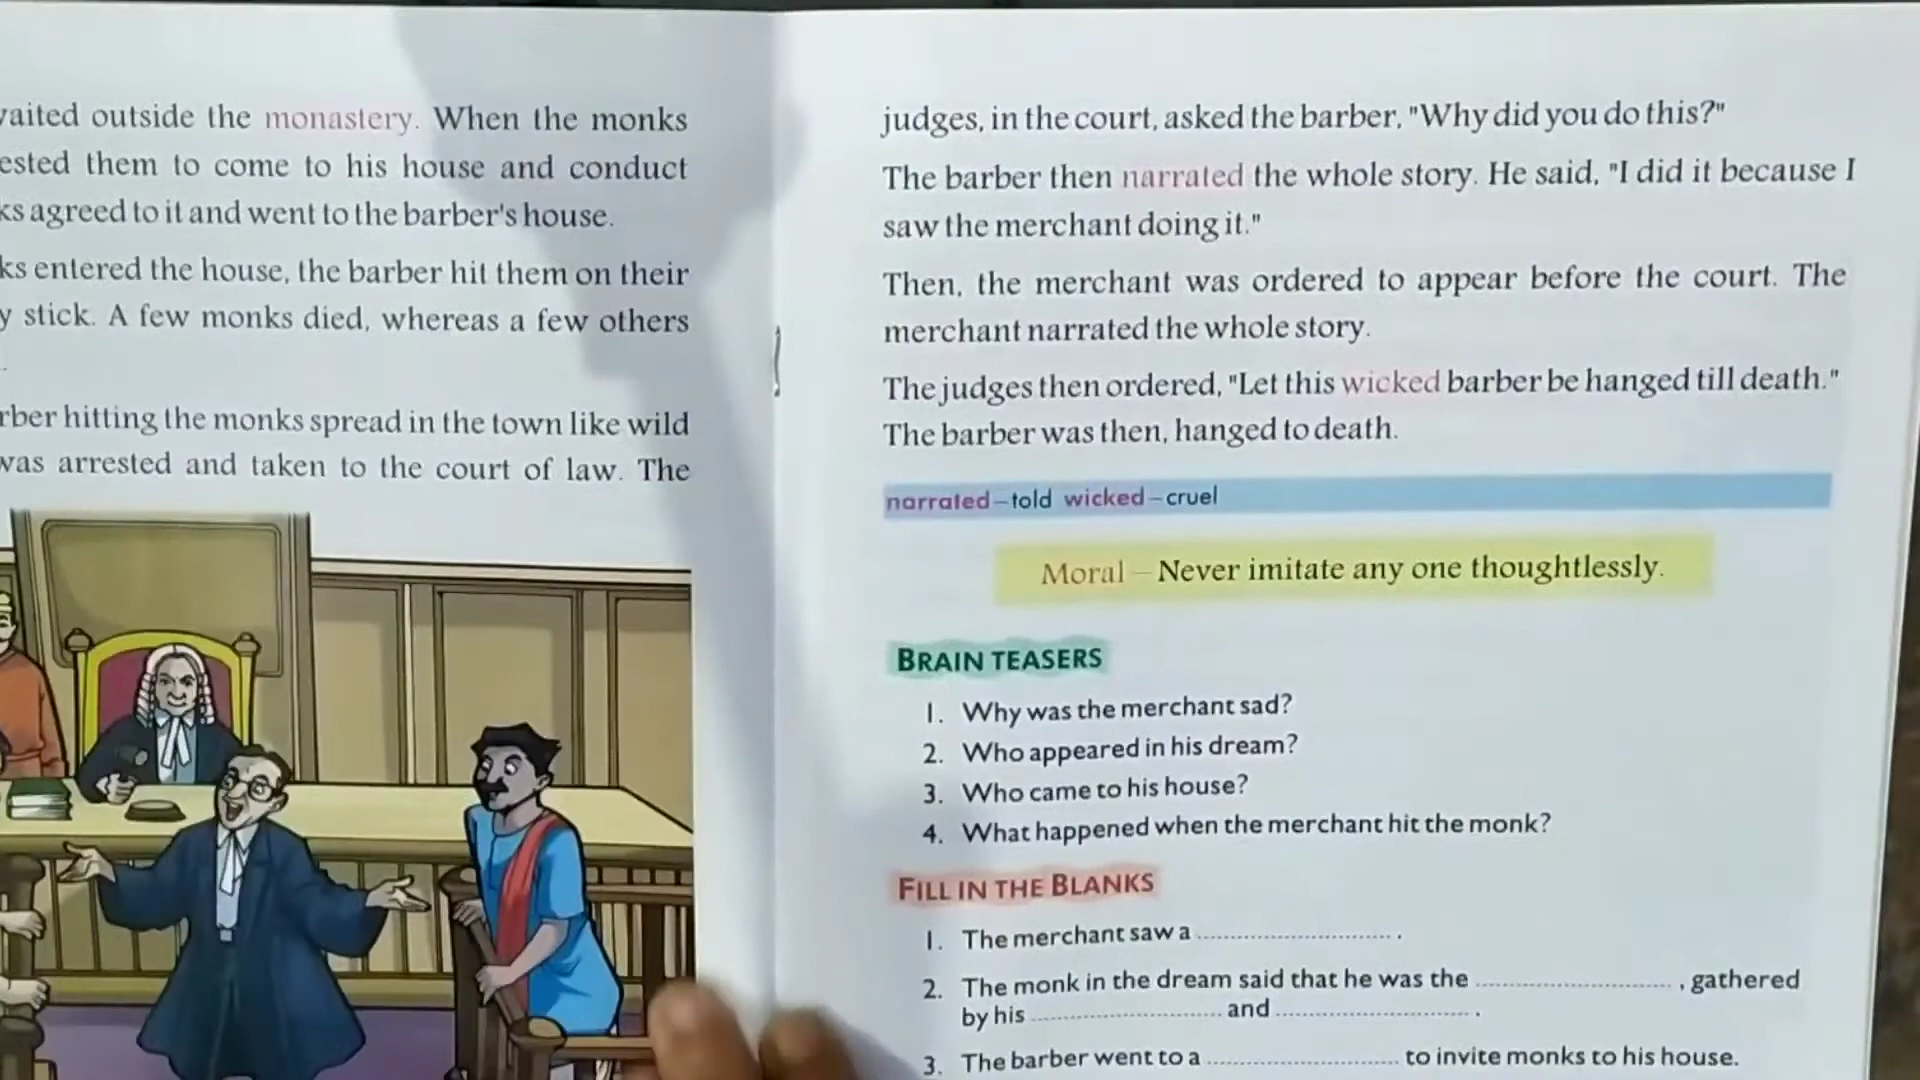 waited outside the monastery. When the monks
ested them to come to his house and conduct
ks agreed to it and went to the barber's house.
ks entered the house, the barber hit them on their
y stick. A few monks died, whereas a few others
.
rber hitting the monks spread in the town like wild
was arrested and taken to the court of law. The
judges, in the court, asked the barber, "Why did you do this?"
The barber then narrated the whole story. He said, "I did it because I
saw the merchant doing it."
Then, the merchant was ordered to appear before the court. The
merchant narrated the whole story.
The judges then ordered, "Let this wicked barber be hanged till death."
The barber was then, hanged to death.
narrated – told wicked – cruel
Moral – Never imitate any one thoughtlessly.
BRAIN TEASERS
1. Why was the merchant sad?
2. Who appeared in his dream?
3. Who came to his house?
4. What happened when the merchant hit the monk?
FILL IN THE BLANKS
1. The merchant saw a .............................. .
2. The monk in the dream said that he was the .............................. , gathered
by his .............................. and .............................. .
3. The barber went to a .............................. to invite monks to his house.